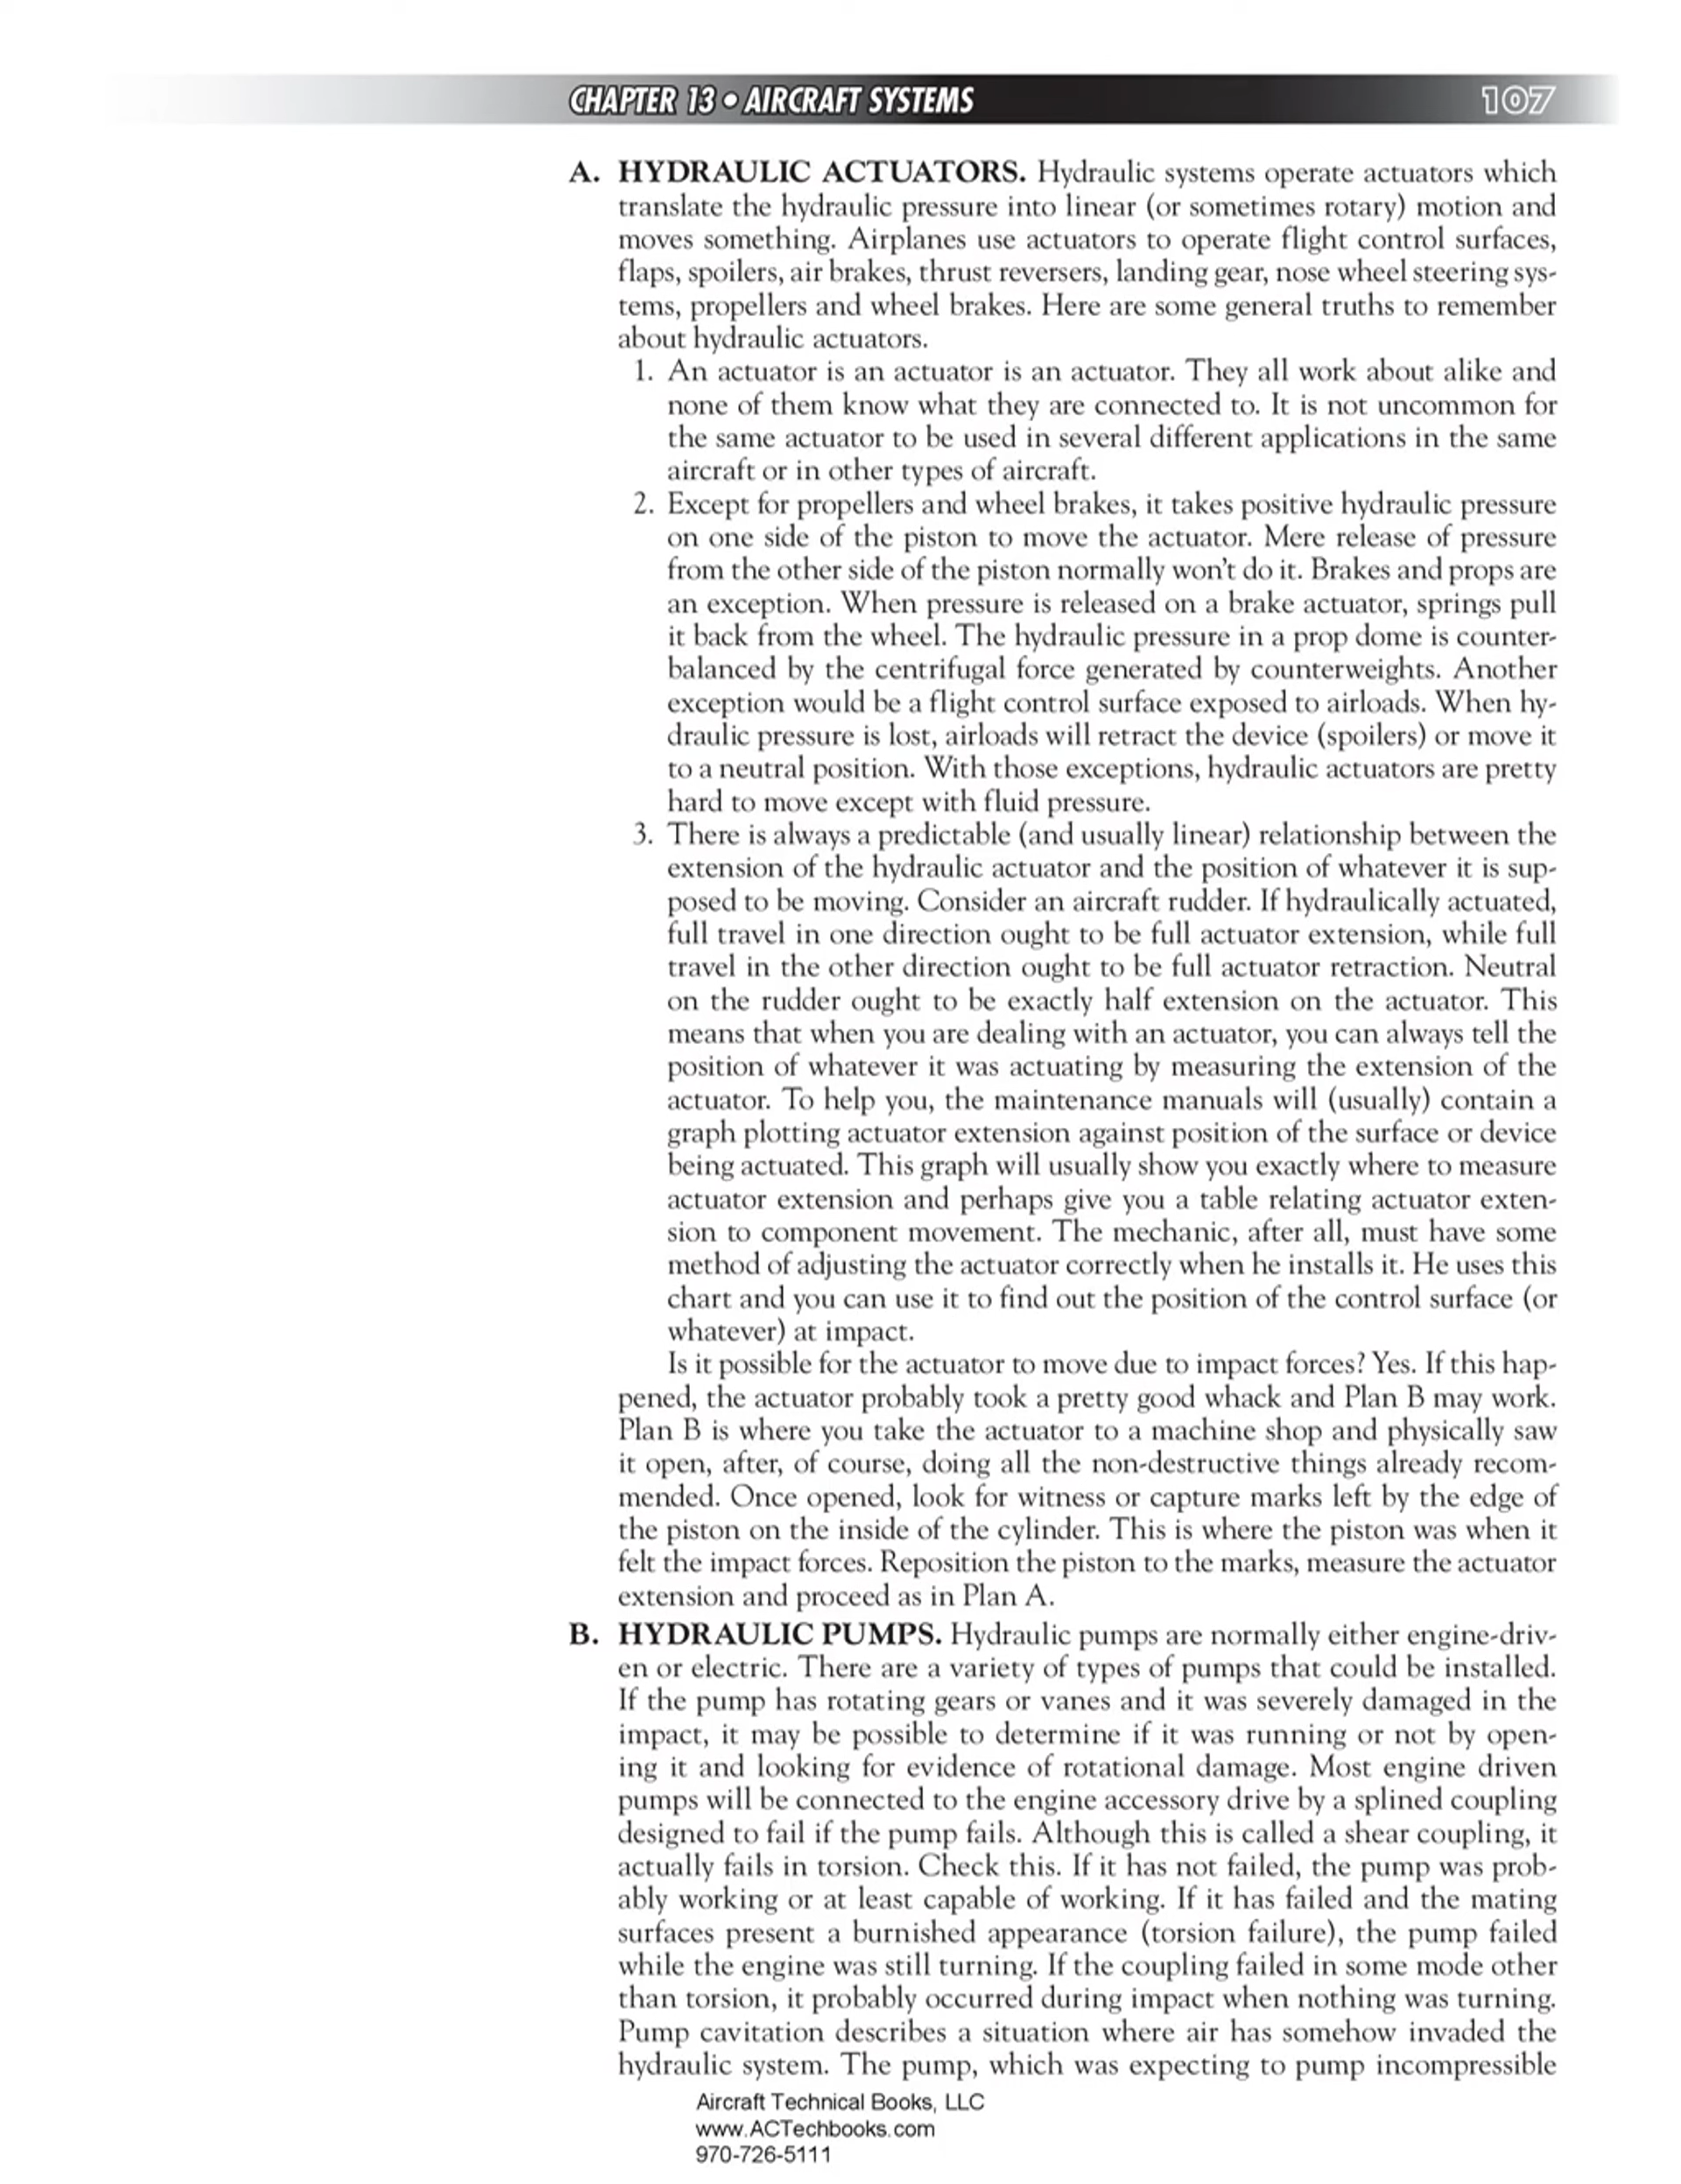 CHAPTER 13 • AIRCRAFT SYSTEMS 107
A. HYDRAULIC ACTUATORS. Hydraulic systems operate actuators which
translate the hydraulic pressure into linear (or sometimes rotary) motion and
moves something. Airplanes use actuators to operate flight control surfaces,
flaps, spoilers, air brakes, thrust reversers, landing gear, nose wheel steering sys-
tems, propellers and wheel brakes. Here are some general truths to remember
about hydraulic actuators.
1. An actuator is an actuator is an actuator. They all work about alike and
none of them know what they are connected to. It is not uncommon for
the same actuator to be used in several different applications in the same
aircraft or in other types of aircraft.
2. Except for propellers and wheel brakes, it takes positive hydraulic pressure
on one side of the piston to move the actuator. Mere release of pressure
from the other side of the piston normally won't do it. Brakes and props are
an exception. When pressure is released on a brake actuator, springs pull
it back from the wheel. The hydraulic pressure in a prop dome is counter-
balanced by the centrifugal force generated by counterweights. Another
exception would be a flight control surface exposed to airloads. When hy-
draulic pressure is lost, airloads will retract the device (spoilers) or move it
to a neutral position. With those exceptions, hydraulic actuators are pretty
hard to move except with fluid pressure.
3. There is always a predictable (and usually linear) relationship between the
extension of the hydraulic actuator and the position of whatever it is sup-
posed to be moving. Consider an aircraft rudder. If hydraulically actuated,
full travel in one direction ought to be full actuator extension, while full
travel in the other direction ought to be full actuator retraction. Neutral
on the rudder ought to be exactly half extension on the actuator. This
means that when you are dealing with an actuator, you can always tell the
position of whatever it was actuating by measuring the extension of the
actuator. To help you, the maintenance manuals will (usually) contain a
graph plotting actuator extension against position of the surface or device
being actuated. This graph will usually show you exactly where to measure
actuator extension and perhaps give you a table relating actuator exten-
sion to component movement. The mechanic, after all, must have some
method of adjusting the actuator correctly when he installs it. He uses this
chart and you can use it to find out the position of the control surface (or
whatever) at impact.
Is it possible for the actuator to move due to impact forces? Yes. If this hap-
pened, the actuator probably took a pretty good whack and Plan B may work.
Plan B is where you take the actuator to a machine shop and physically saw
it open, after, of course, doing all the non-destructive things already recom-
mended. Once opened, look for witness or capture marks left by the edge of
the piston on the inside of the cylinder. This is where the piston was when it
felt the impact forces. Reposition the piston to the marks, measure the actuator
extension and proceed as in Plan A.
B. HYDRAULIC PUMPS. Hydraulic pumps are normally either engine-driv-
en or electric. There are a variety of types of pumps that could be installed.
If the pump has rotating gears or vanes and it was severely damaged in the
impact, it may be possible to determine if it was running or not by open-
ing it and looking for evidence of rotational damage. Most engine driven
pumps will be connected to the engine accessory drive by a splined coupling
designed to fail if the pump fails. Although this is called a shear coupling, it
actually fails in torsion. Check this. If it has not failed, the pump was prob-
ably working or at least capable of working. If it has failed and the mating
surfaces present a burnished appearance (torsion failure), the pump failed
while the engine was still turning. If the coupling failed in some mode other
than torsion, it probably occurred during impact when nothing was turning.
Pump cavitation describes a situation where air has somehow invaded the
hydraulic system. The pump, which was expecting to pump incompressible
Aircraft Technical Books, LLC
www.ACTechbooks.com
970-726-5111